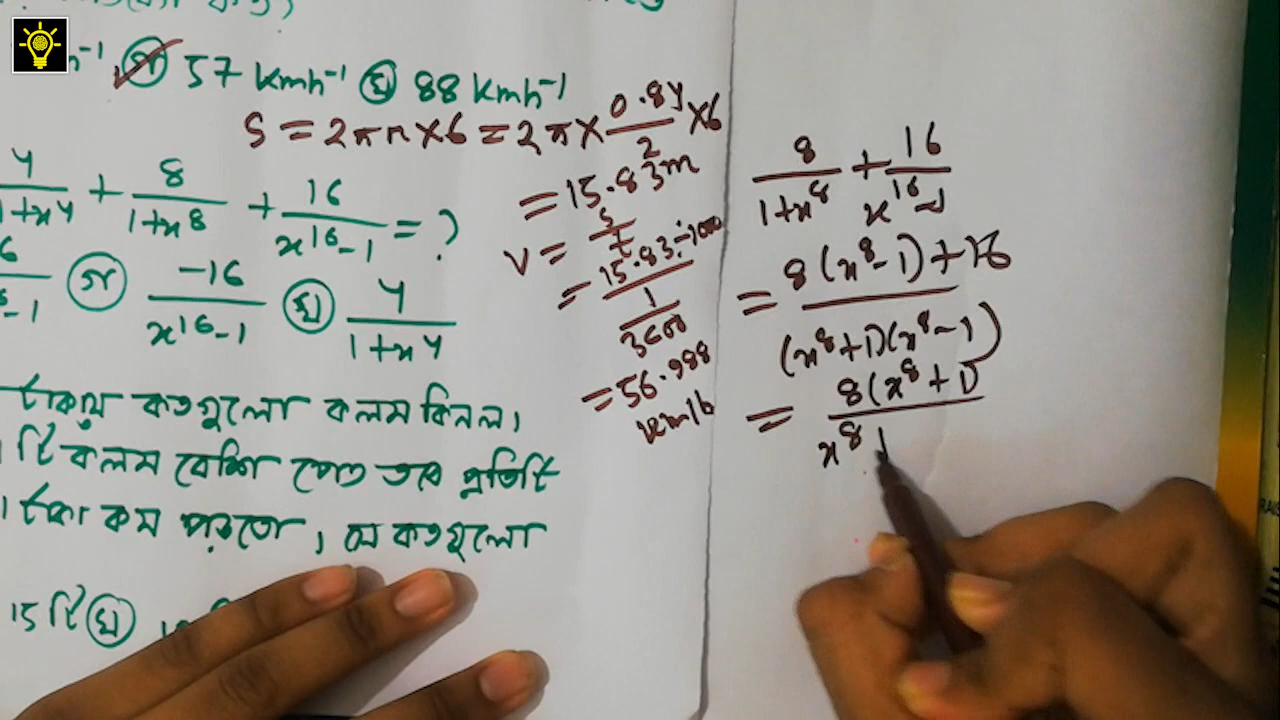 h⁻¹ গ 57 kmh⁻¹ ঘ 88 kmh⁻¹
S = 2πr×6 = 2π× 0.84/2 ×6
= 15.83m
v = s/t
= 15.83÷1000 / 1/3600
= 56.988
km/h
4/1+x⁴ + 8/1+x⁸ + 16/x¹⁶-1 = ?
গ -16/x¹⁶-1 ঘ 4/1+x⁴
টাকায় কতগুলো কলম কিনল।
টি কলম বেশি পেত তবে প্রতিটি
টাকা কম পড়তো, সে কতগুলো
15 টি ঘ
8/1+x⁸ + 16/x¹⁶-1
= 8(x⁸-1)+16
(x⁸+1)(x⁸-1)
= 8(x⁸+1)
x⁸